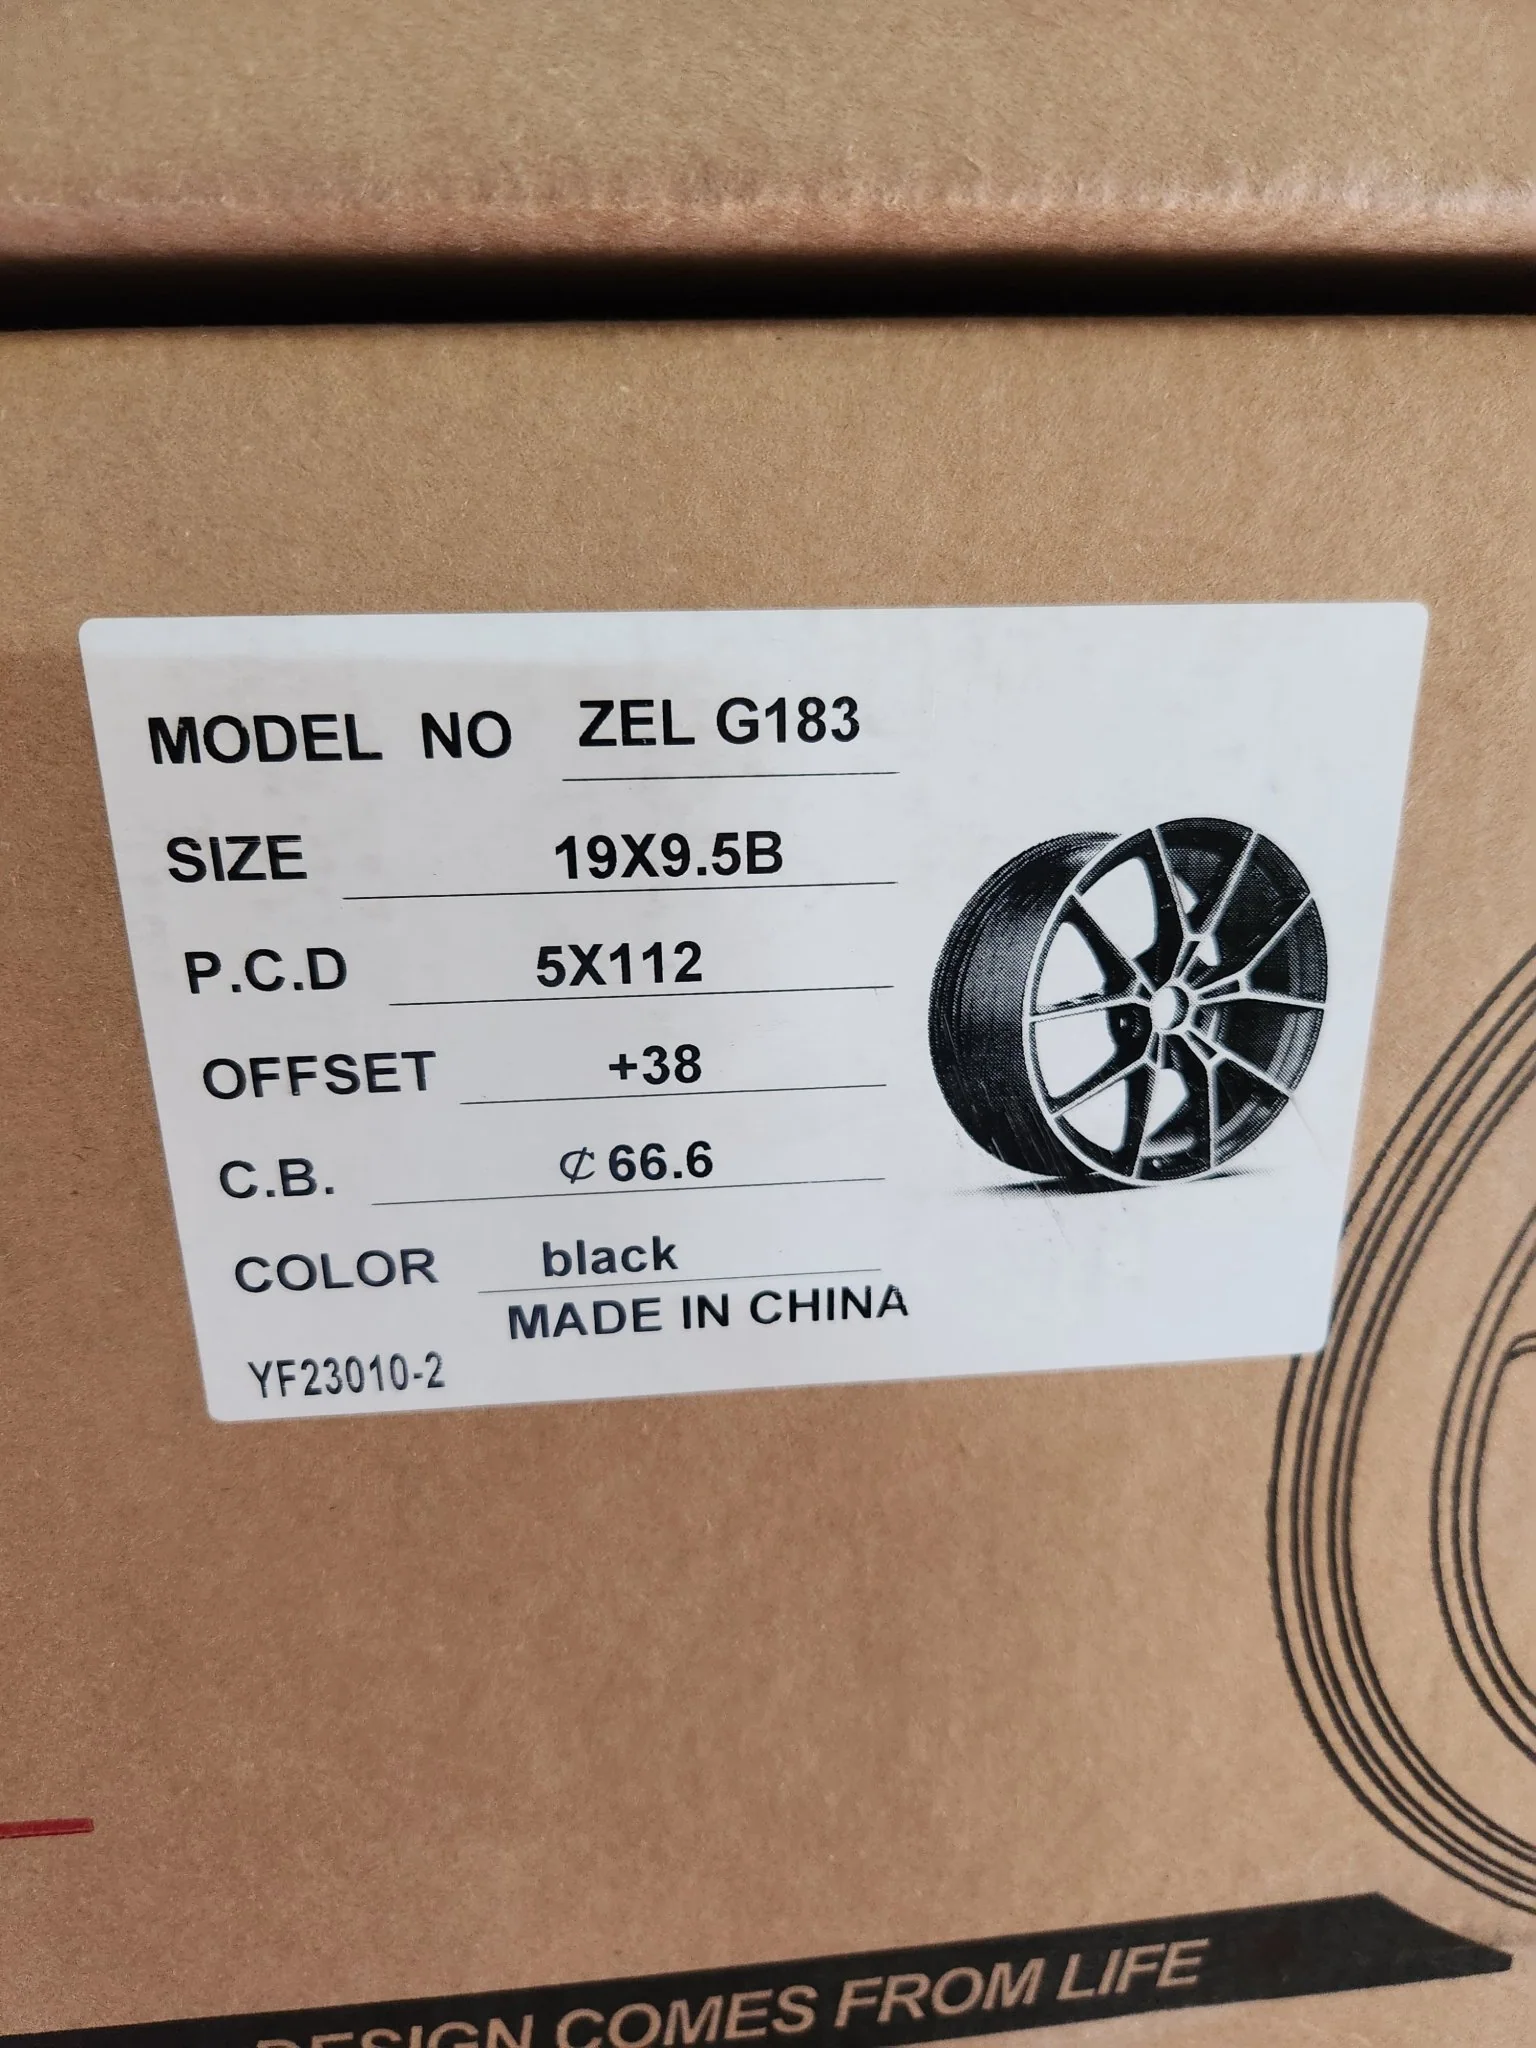 MODEL NO ZEL G183
SIZE 19X9.5B
P.C.D 5X112
OFFSET +38
C.B. ₵ 66.6
COLOR black
MADE IN CHINA
YF23010-2
DESIGN COMES FROM LIFE